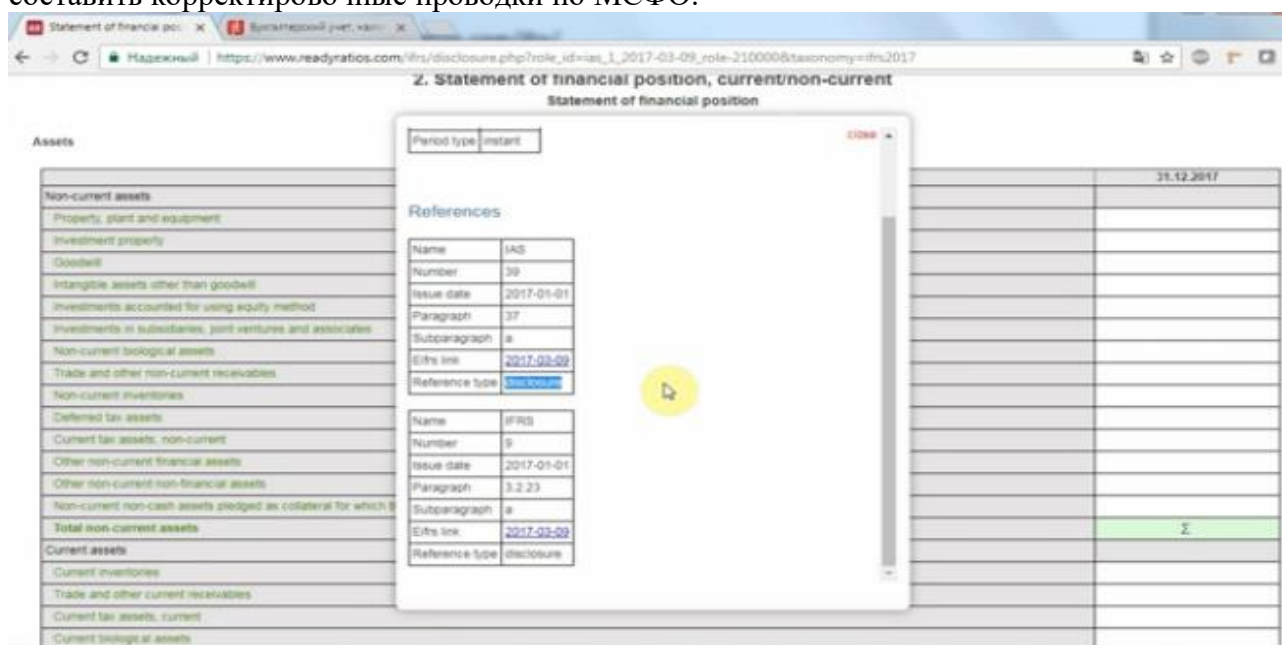 составить корректировочные проводки по МСФО.
Statement of financial pos
Бухгалтерский учет, нало
Надежный | https://www.readyratios.com/ifrs/disclosure.php?role_id=ias_1_2017-03-09_role-210000&taxonomy=ifrs2017
2. Statement of financial position, current/non-current
Statement of financial position
Assets
Period type instant
close
31.12.2017
Non-current assets
Property, plant and equipment
Investment property
Goodwill
Intangible assets other than goodwill
Investments accounted for using equity method
Investments in subsidiaries, joint ventures and associates
Non-current biological assets
Trade and other non-current receivables
Non-current inventories
Deferred tax assets
Current tax assets, non-current
Other non-current financial assets
Other non-current non-financial assets
Non-current non-cash assets pledged as collateral for which
Total non-current assets Σ
Current assets
Current inventories
Trade and other current receivables
Current tax assets, current
Current biological assets
References
Name IAS
Number 39
Issue date 2017-01-01
Paragraph 37
Subparagraph a
Eifrs link 2017-03-09
Reference type disclosure
Name IFRS
Number 9
Issue date 2017-01-01
Paragraph 3.2.23
Subparagraph a
Eifrs link 2017-03-09
Reference type disclosure